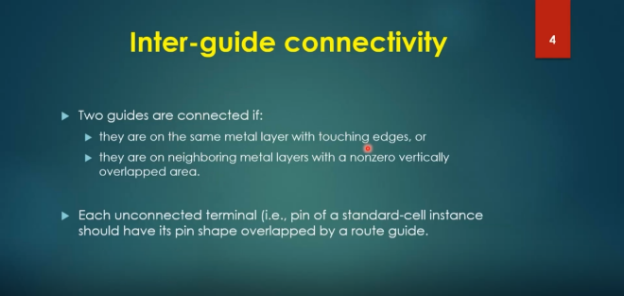 Inter-guide connectivity
4
Two guides are connected if:
they are on the same metal layer with touching edges, or
they are on neighboring metal layers with a nonzero vertically
overlapped area.
Each unconnected terminal (i.e., pin of a standard-cell instance
should have its pin shape overlapped by a route guide.